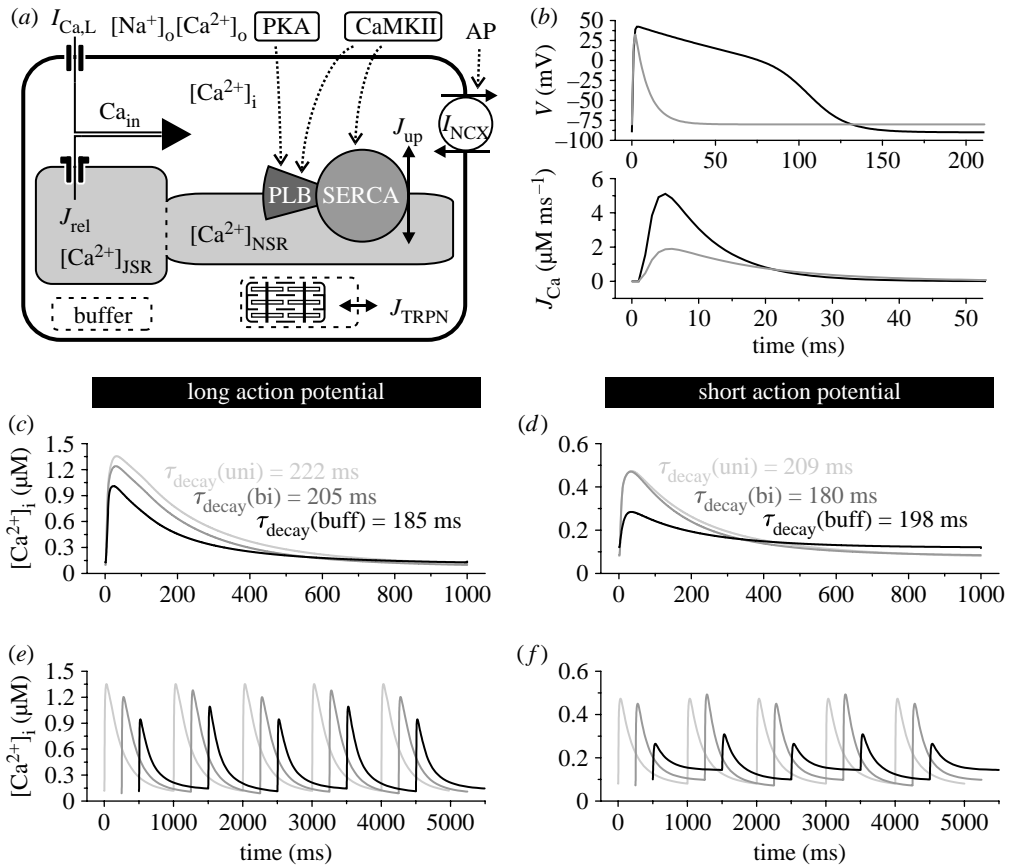 (a)
I_Ca,L
[Na⁺]ₒ[Ca²⁺]ₒ
PKA
CaMKII
AP
[Ca²⁺]ᵢ
Ca_in
J_up
I_NCX
PLB
SERCA
J_rel
[Ca²⁺]_JSR
[Ca²⁺]_NSR
buffer
J_TRPN
(b)
V (mV)
50
25
0
−25
−50
−75
−100
0 50 100 150 200
J_Ca (μM ms⁻¹)
6
4
2
0
0 10 20 30 40 50
time (ms)
long action potential
short action potential
(c)
[Ca²⁺]ᵢ (μM)
1.5
1.2
0.9
0.6
0.3
0
τ_decay(uni) = 222 ms
τ_decay(bi) = 205 ms
τ_decay(buff) = 185 ms
0 200 400 600 800 1000
(d)
0.6
0.4
0.2
0
τ_decay(uni) = 209 ms
τ_decay(bi) = 180 ms
τ_decay(buff) = 198 ms
0 200 400 600 800 1000
(e)
[Ca²⁺]ᵢ (μM)
1.5
1.2
0.9
0.6
0.3
0
0 1000 2000 3000 4000 5000
time (ms)
(f)
0.6
0.4
0.2
0
0 1000 2000 3000 4000 5000
time (ms)